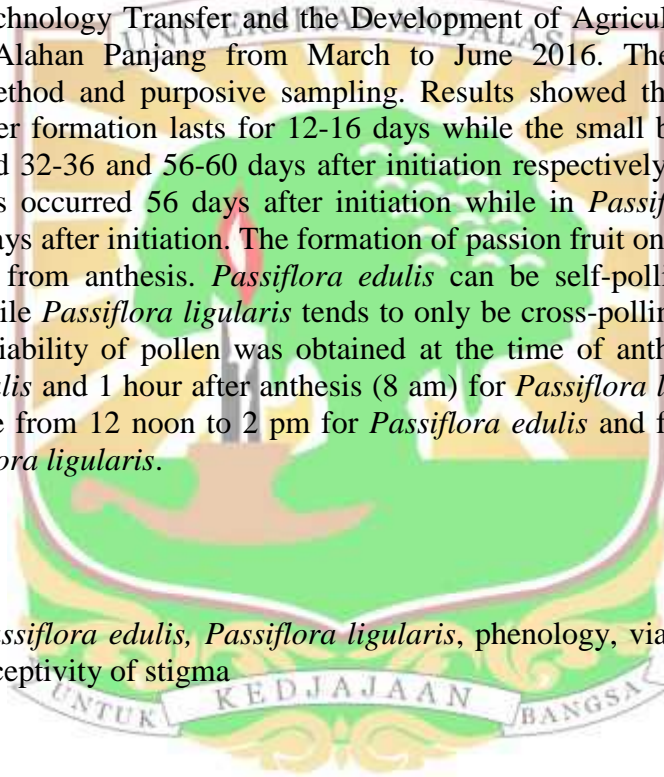 UNIVERSITAS ANDALAS
chnology Transfer and the Development of Agricul
Alahan Panjang from March to June 2016. The
ethod and purposive sampling. Results showed th
er formation lasts for 12-16 days while the small b
d 32-36 and 56-60 days after initiation respectively
s occurred 56 days after initiation while in Passif
ays after initiation. The formation of passion fruit on
from anthesis. Passiflora edulis can be self-polli
ile Passiflora ligularis tends to only be cross-pollin
iability of pollen was obtained at the time of anth
lis and 1 hour after anthesis (8 am) for Passiflora l
e from 12 noon to 2 pm for Passiflora edulis and f
ora ligularis.
assiflora edulis, Passiflora ligularis, phenology, via
ceptivity of stigma
UNTUK KEDJAJAAN BANGSA